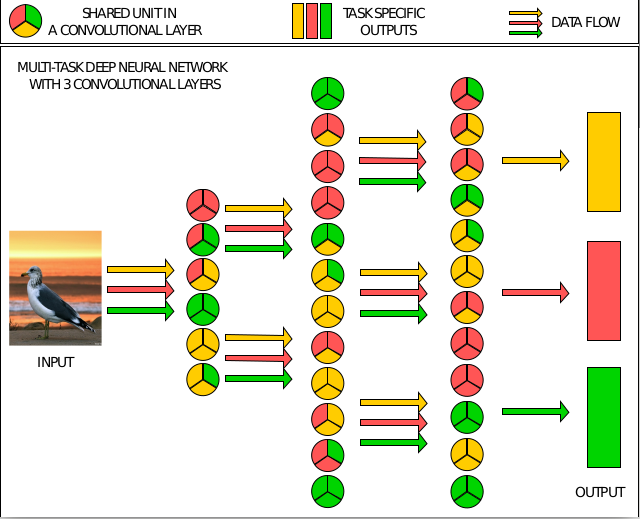 SHARED UNIT IN
A CONVOLUTIONAL LAYER
TASK SPECIFIC
OUTPUTS
DATA FLOW
MULTI-TASK DEEP NEURAL NETWORK
WITH 3 CONVOLUTIONAL LAYERS
INPUT
OUTPUT